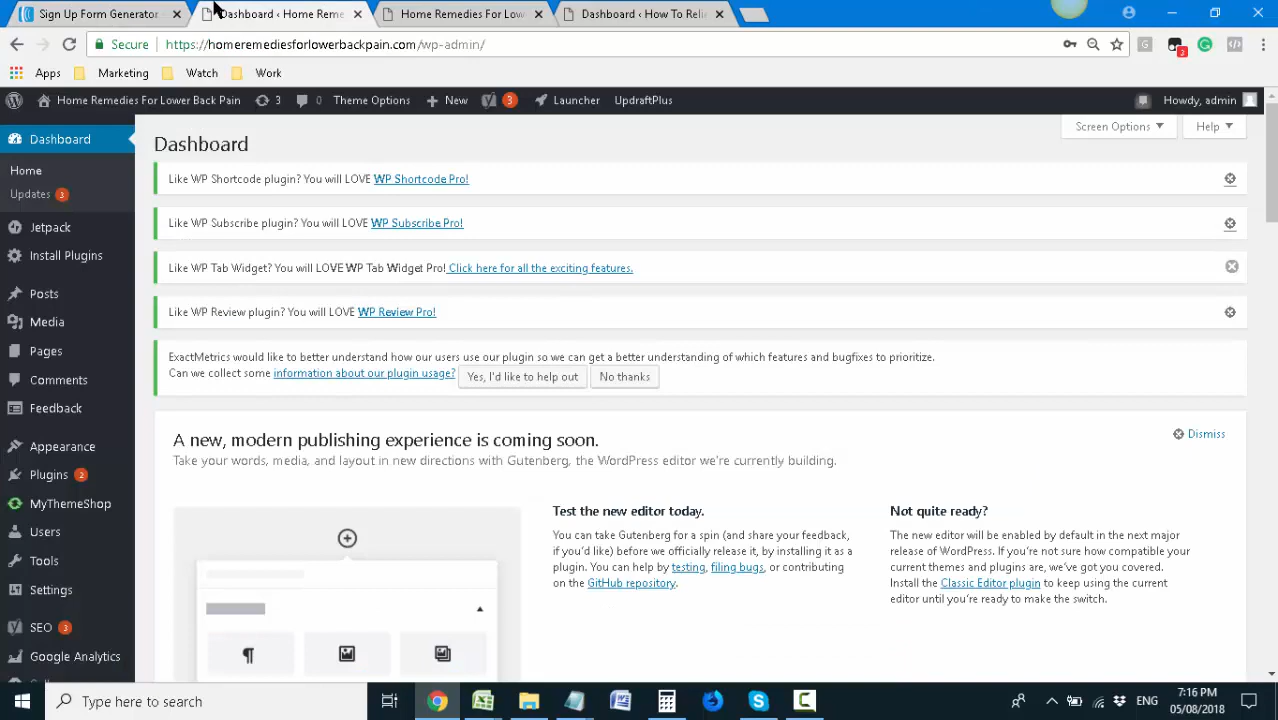 Sign Up Form Generator
Dashboard ‹ Home Reme
Home Remedies For Low
Dashboard ‹ How To Reli
Secure
https://homeremediesforlowerbackpain.com/wp-admin/
3
Apps
Marketing
Watch
Work
Home Remedies For Lower Back Pain
3
0
Theme Options
New
3
Launcher
UpdraftPlus
Howdy, admin
Dashboard
Home
Updates 3
Jetpack
Install Plugins
Posts
Media
Pages
Comments
Feedback
Appearance
Plugins 2
MyThemeShop
Users
Tools
Settings
SEO 3
Google Analytics
Screen Options
Help
Dashboard
Like WP Shortcode plugin? You will LOVE WP Shortcode Pro!
Like WP Subscribe plugin? You will LOVE WP Subscribe Pro!
Like WP Tab Widget? You will LOVE WP Tab Widget Pro! Click here for all the exciting features.
Like WP Review plugin? You will LOVE WP Review Pro!
ExactMetrics would like to better understand how our users use our plugin so we can get a better understanding of which features and bugfixes to prioritize.
Can we collect some information about our plugin usage? Yes, I'd like to help out No thanks
A new, modern publishing experience is coming soon.
Dismiss
Take your words, media, and layout in new directions with Gutenberg, the WordPress editor we're currently building.
Test the new editor today.
You can take Gutenberg for a spin (and share your feedback,
if you'd like) before we officially release it, by installing it as a
plugin. You can help by testing, filing bugs, or contributing
on the GitHub repository.
Not quite ready?
The new editor will be enabled by default in the next major
release of WordPress. If you're not sure how compatible your
current themes and plugins are, we've got you covered.
Install the Classic Editor plugin to keep using the current
editor until you're ready to make the switch.
Type here to search
ENG
7:16 PM
05/08/2018